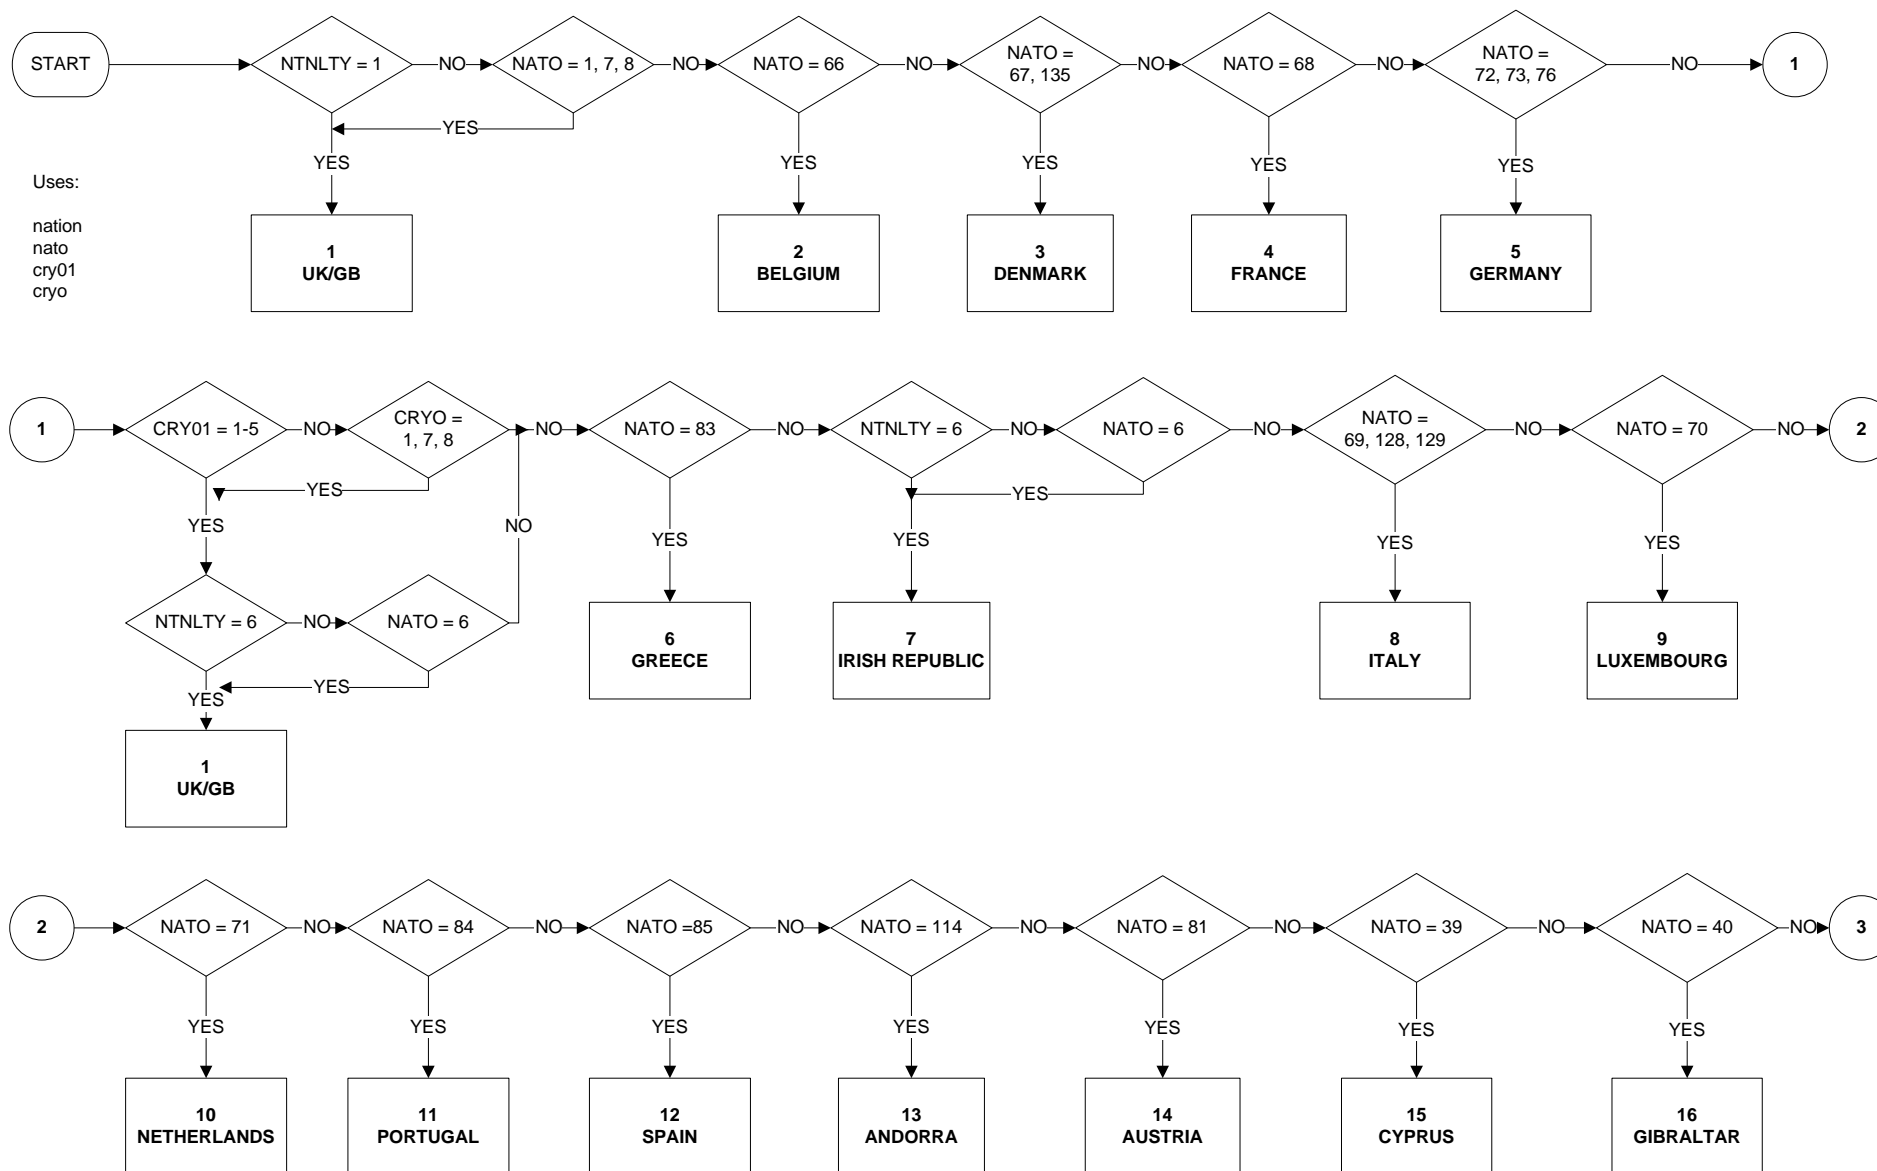 START
NTNLTY = 1
NO
NATO = 1, 7, 8
NO
NATO = 66
NO
NATO =
67, 135
NO
NATO = 68
NO
NATO =
72, 73, 76
NO
1
YES
YES
YES
YES
YES
YES
Uses:
nation
nato
cry01
cryo
1
UK/GB
2
BELGIUM
3
DENMARK
4
FRANCE
5
GERMANY
1
CRY01 = 1-5
NO
CRYO =
1, 7, 8
NO
NATO = 83
NO
NTNLTY = 6
NO
NATO = 6
NO
NATO =
69, 128, 129
NO
NATO = 70
NO
2
YES
YES
YES
NO
YES
YES
YES
YES
NTNLTY = 6
NO
NATO = 6
YES
YES
6
GREECE
7
IRISH REPUBLIC
8
ITALY
9
LUXEMBOURG
1
UK/GB
2
NATO = 71
NO
NATO = 84
NO
NATO =85
NO
NATO = 114
NO
NATO = 81
NO
NATO = 39
NO
NATO = 40
NO
3
YES
YES
YES
YES
YES
YES
YES
10
NETHERLANDS
11
PORTUGAL
12
SPAIN
13
ANDORRA
14
AUSTRIA
15
CYPRUS
16
GIBRALTAR